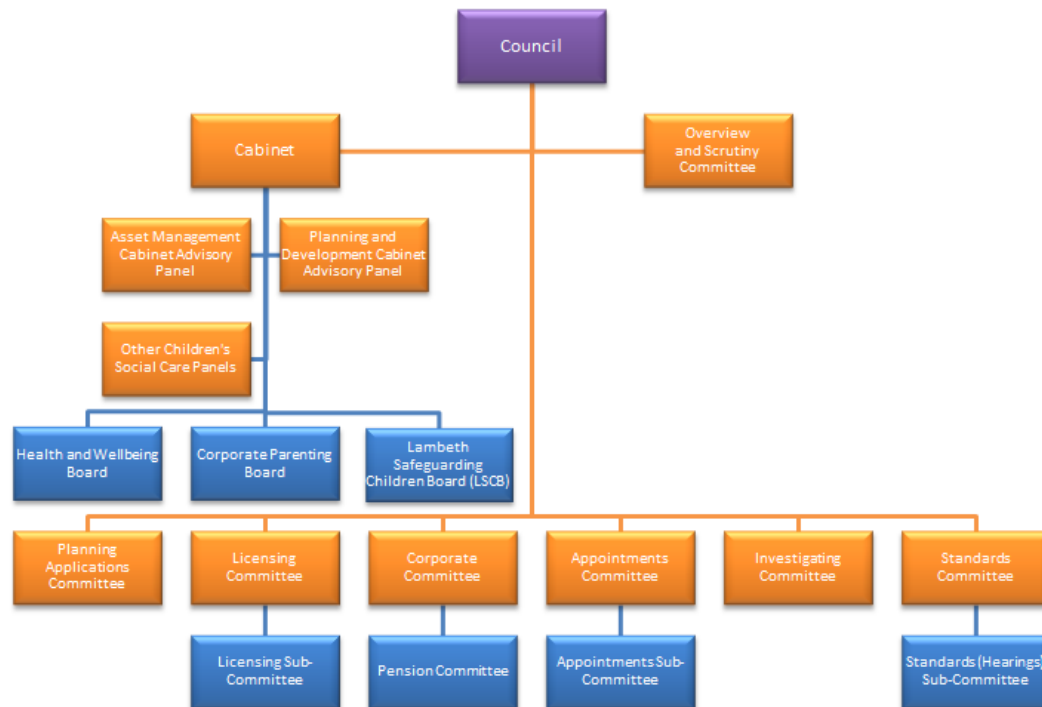 Council
Cabinet
Overview
and Scrutiny
Committee
Asset Management
Cabinet Advisory
Panel
Planning and
Development Cabinet
Advisory Panel
Other Children's
Social Care Panels
Health and Wellbeing
Board
Corporate Parenting
Board
Lambeth
Safeguarding
Children Board (LSCB)
Planning
Applications
Committee
Licensing
Committee
Corporate
Committee
Appointments
Committee
Investigating
Committee
Standards
Committee
Licensing Sub-
Committee
Pension Committee
Appointments Sub-
Committee
Standards (Hearings)
Sub-Committee